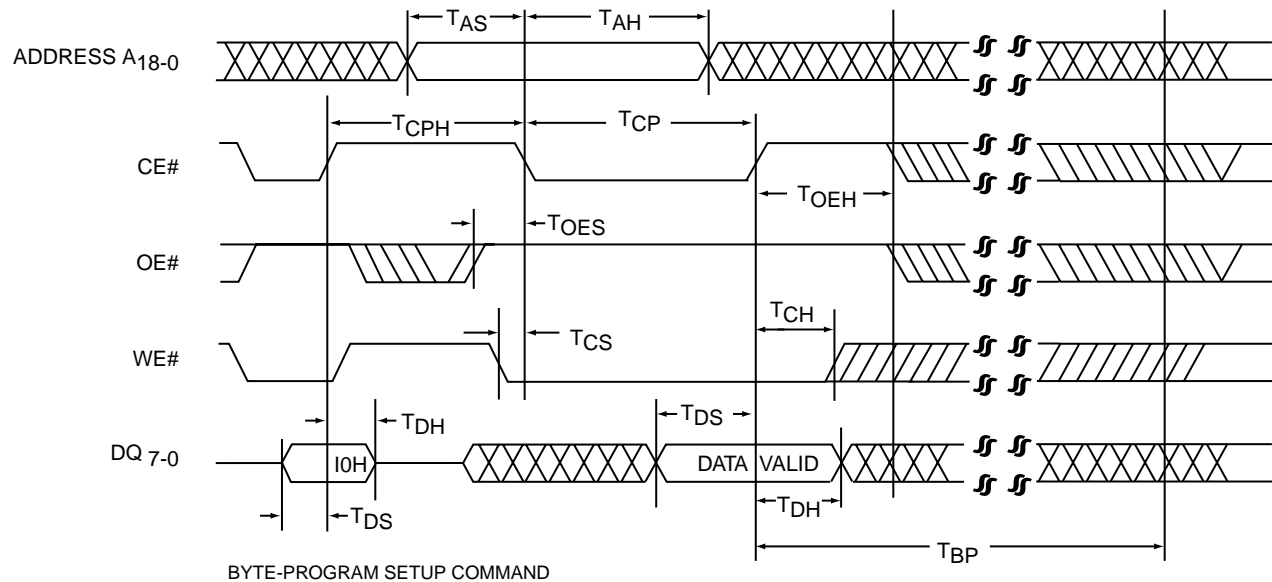 TAS TAH
ADDRESS A18-0
TCPH TCP
CE#
TOEH
TOES
OE#
TCH
TCS
WE#
TDH TDS
DQ 7-0
I0H DATA VALID
TDS TDH
TBP
BYTE-PROGRAM SETUP COMMAND